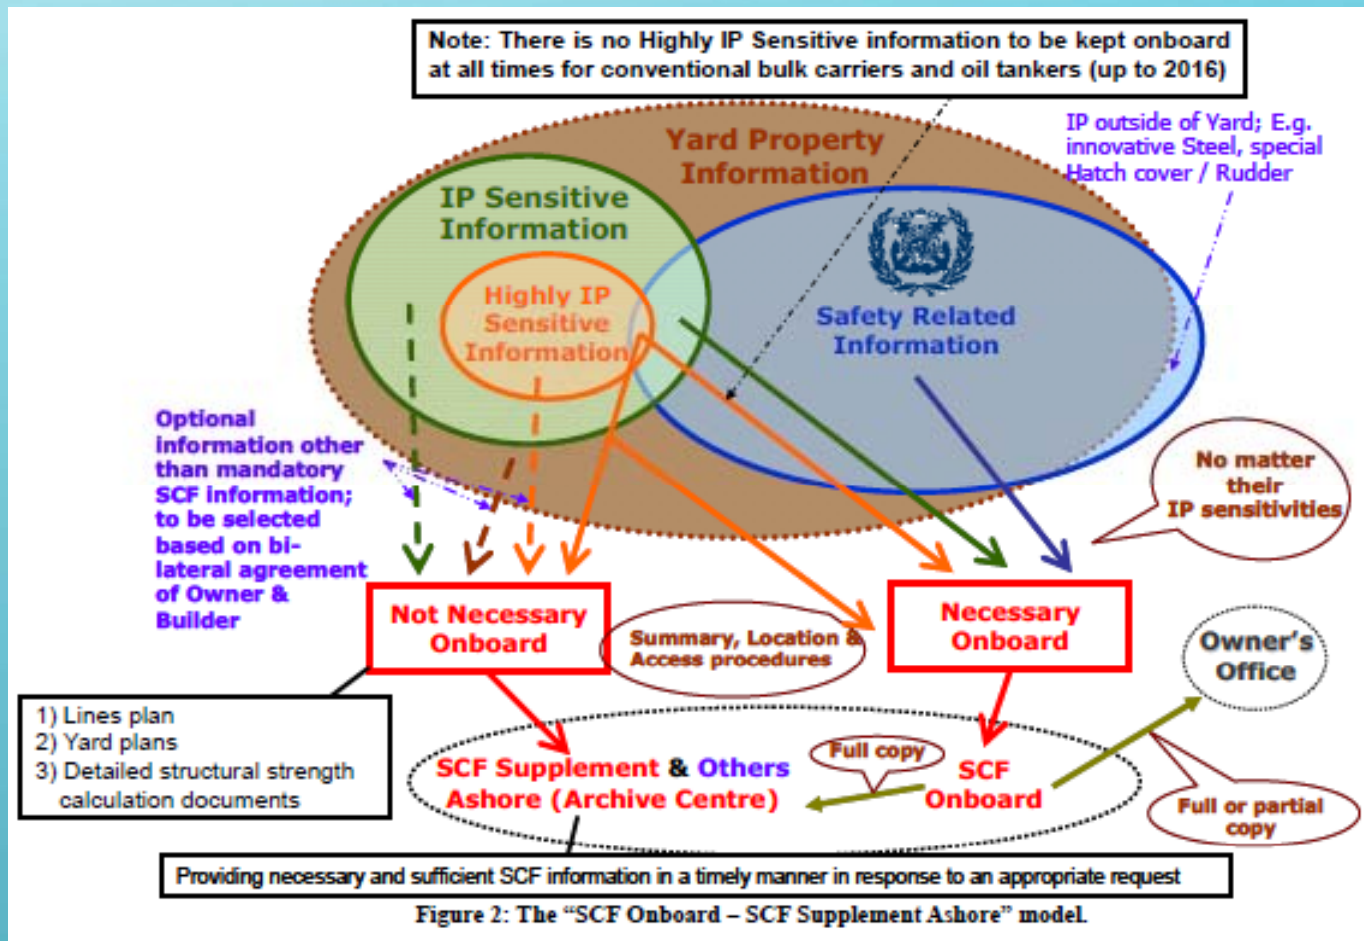 Note: There is no Highly IP Sensitive information to be kept onboard
at all times for conventional bulk carriers and oil tankers (up to 2016)
Yard Property
Information
IP outside of Yard; E.g.
innovative Steel, special
Hatch cover / Rudder
IP Sensitive
Information
Highly IP
Sensitive
Information
Safety Related
Information
Optional
information other
than mandatory
SCF information;
to be selected
based on bi-
lateral agreement
of Owner &
Builder
No matter
their
IP sensitivities
Not Necessary
Onboard
Summary, Location &
Access procedures
Necessary
Onboard
Owner's
Office
1) Lines plan
2) Yard plans
3) Detailed structural strength
calculation documents
SCF Supplement & Others
Ashore (Archive Centre)
Full copy
SCF
Onboard
Full or partial
copy
Providing necessary and sufficient SCF information in a timely manner in response to an appropriate request
Figure 2: The “SCF Onboard – SCF Supplement Ashore” model.